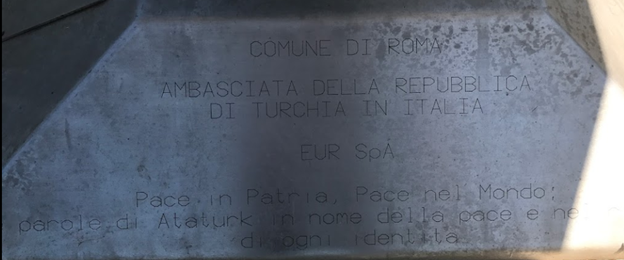 COMUNE DI ROMA
AMBASCIATA DELLA REPUBBLICA
DI TURCHIA IN ITALIA
EUR SpA
Pace in Patria, Pace nel Mondo:
parole di Ataturk in nome della pace e
di ogni identita